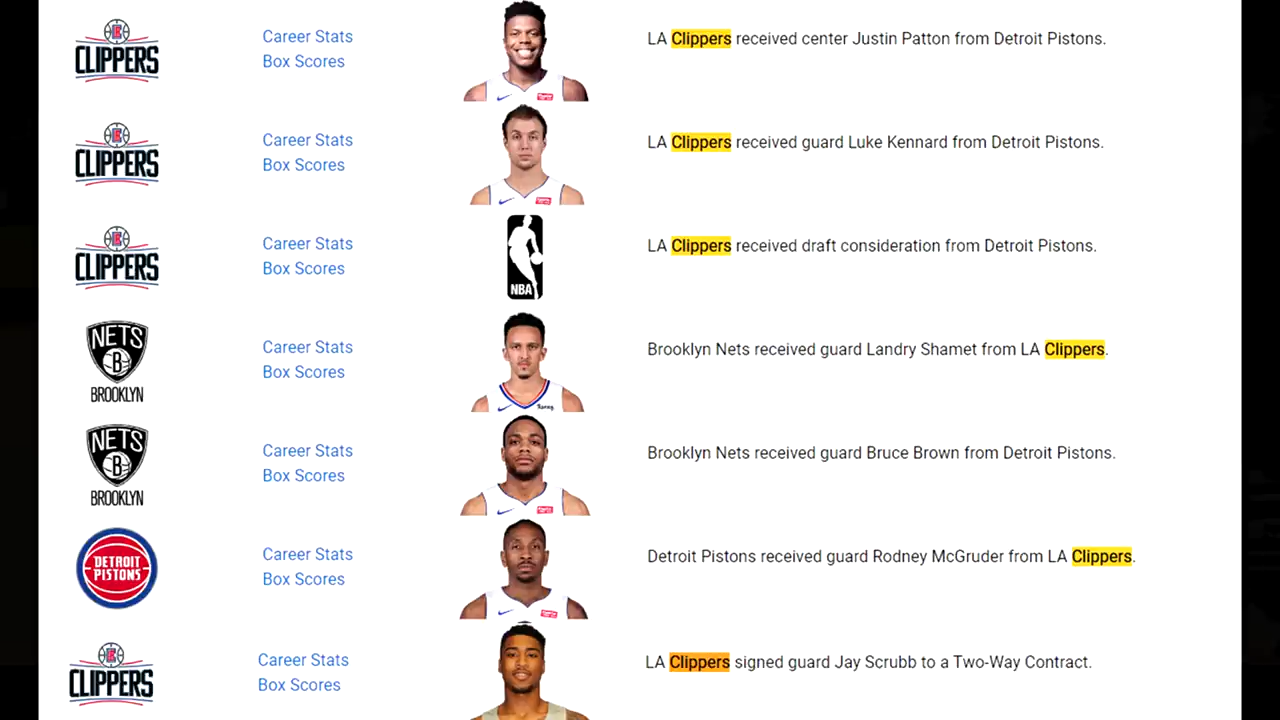 CLIPPERS
Career Stats
Box Scores
LA Clippers received center Justin Patton from Detroit Pistons.
CLIPPERS
Career Stats
Box Scores
LA Clippers received guard Luke Kennard from Detroit Pistons.
CLIPPERS
Career Stats
Box Scores
NBA
LA Clippers received draft consideration from Detroit Pistons.
NETS
B
BROOKLYN
Career Stats
Box Scores
Brooklyn Nets received guard Landry Shamet from LA Clippers.
NETS
B
BROOKLYN
Career Stats
Box Scores
Brooklyn Nets received guard Bruce Brown from Detroit Pistons.
DETROIT
PISTONS
Career Stats
Box Scores
Detroit Pistons received guard Rodney McGruder from LA Clippers.
CLIPPERS
Career Stats
Box Scores
LA Clippers signed guard Jay Scrubb to a Two-Way Contract.